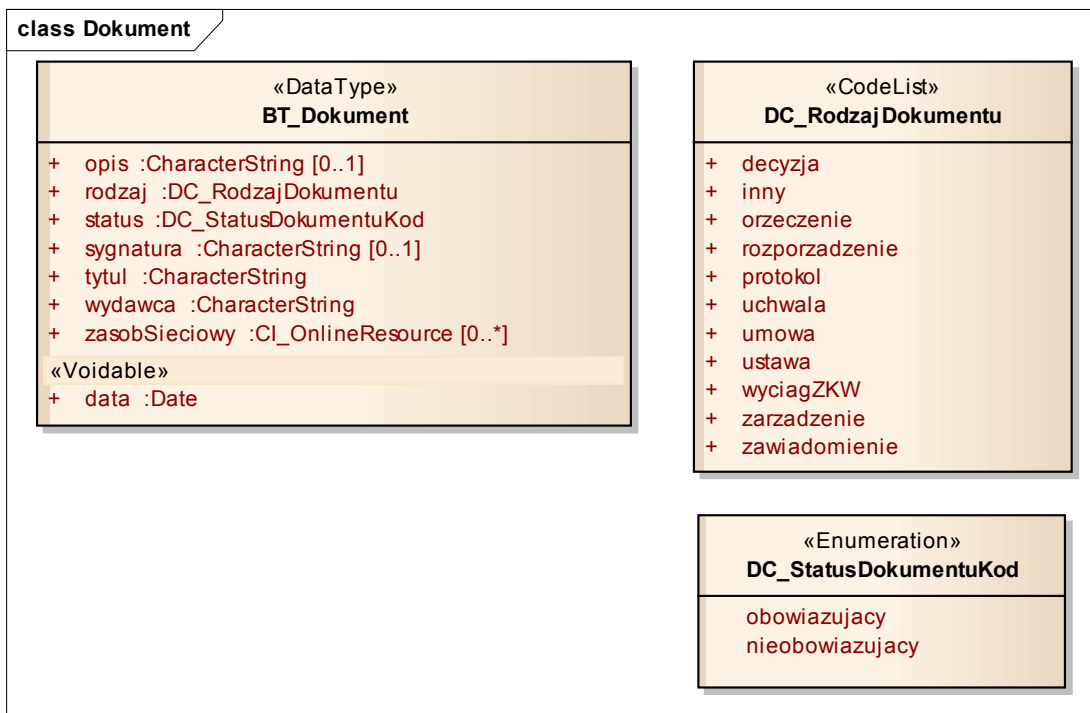 class Dokument
«DataType»
BT_Dokument
+ opis :CharacterString [0..1]
+ rodzaj :DC_RodzajDokumentu
+ status :DC_StatusDokumentuKod
+ sygnatura :CharacterString [0..1]
+ tytul :CharacterString
+ wydawca :CharacterString
+ zasobSieciowy :CI_OnlineResource [0..*]
«Voidable»
+ data :Date
«CodeList»
DC_RodzajDokumentu
+ decyzja
+ inny
+ orzeczenie
+ rozporzadzenie
+ protokol
+ uchwala
+ umowa
+ ustawa
+ wyciagZKW
+ zarzadzenie
+ zawiadomienie
«Enumeration»
DC_StatusDokumentuKod
obowiazujacy
nieobowiazujacy